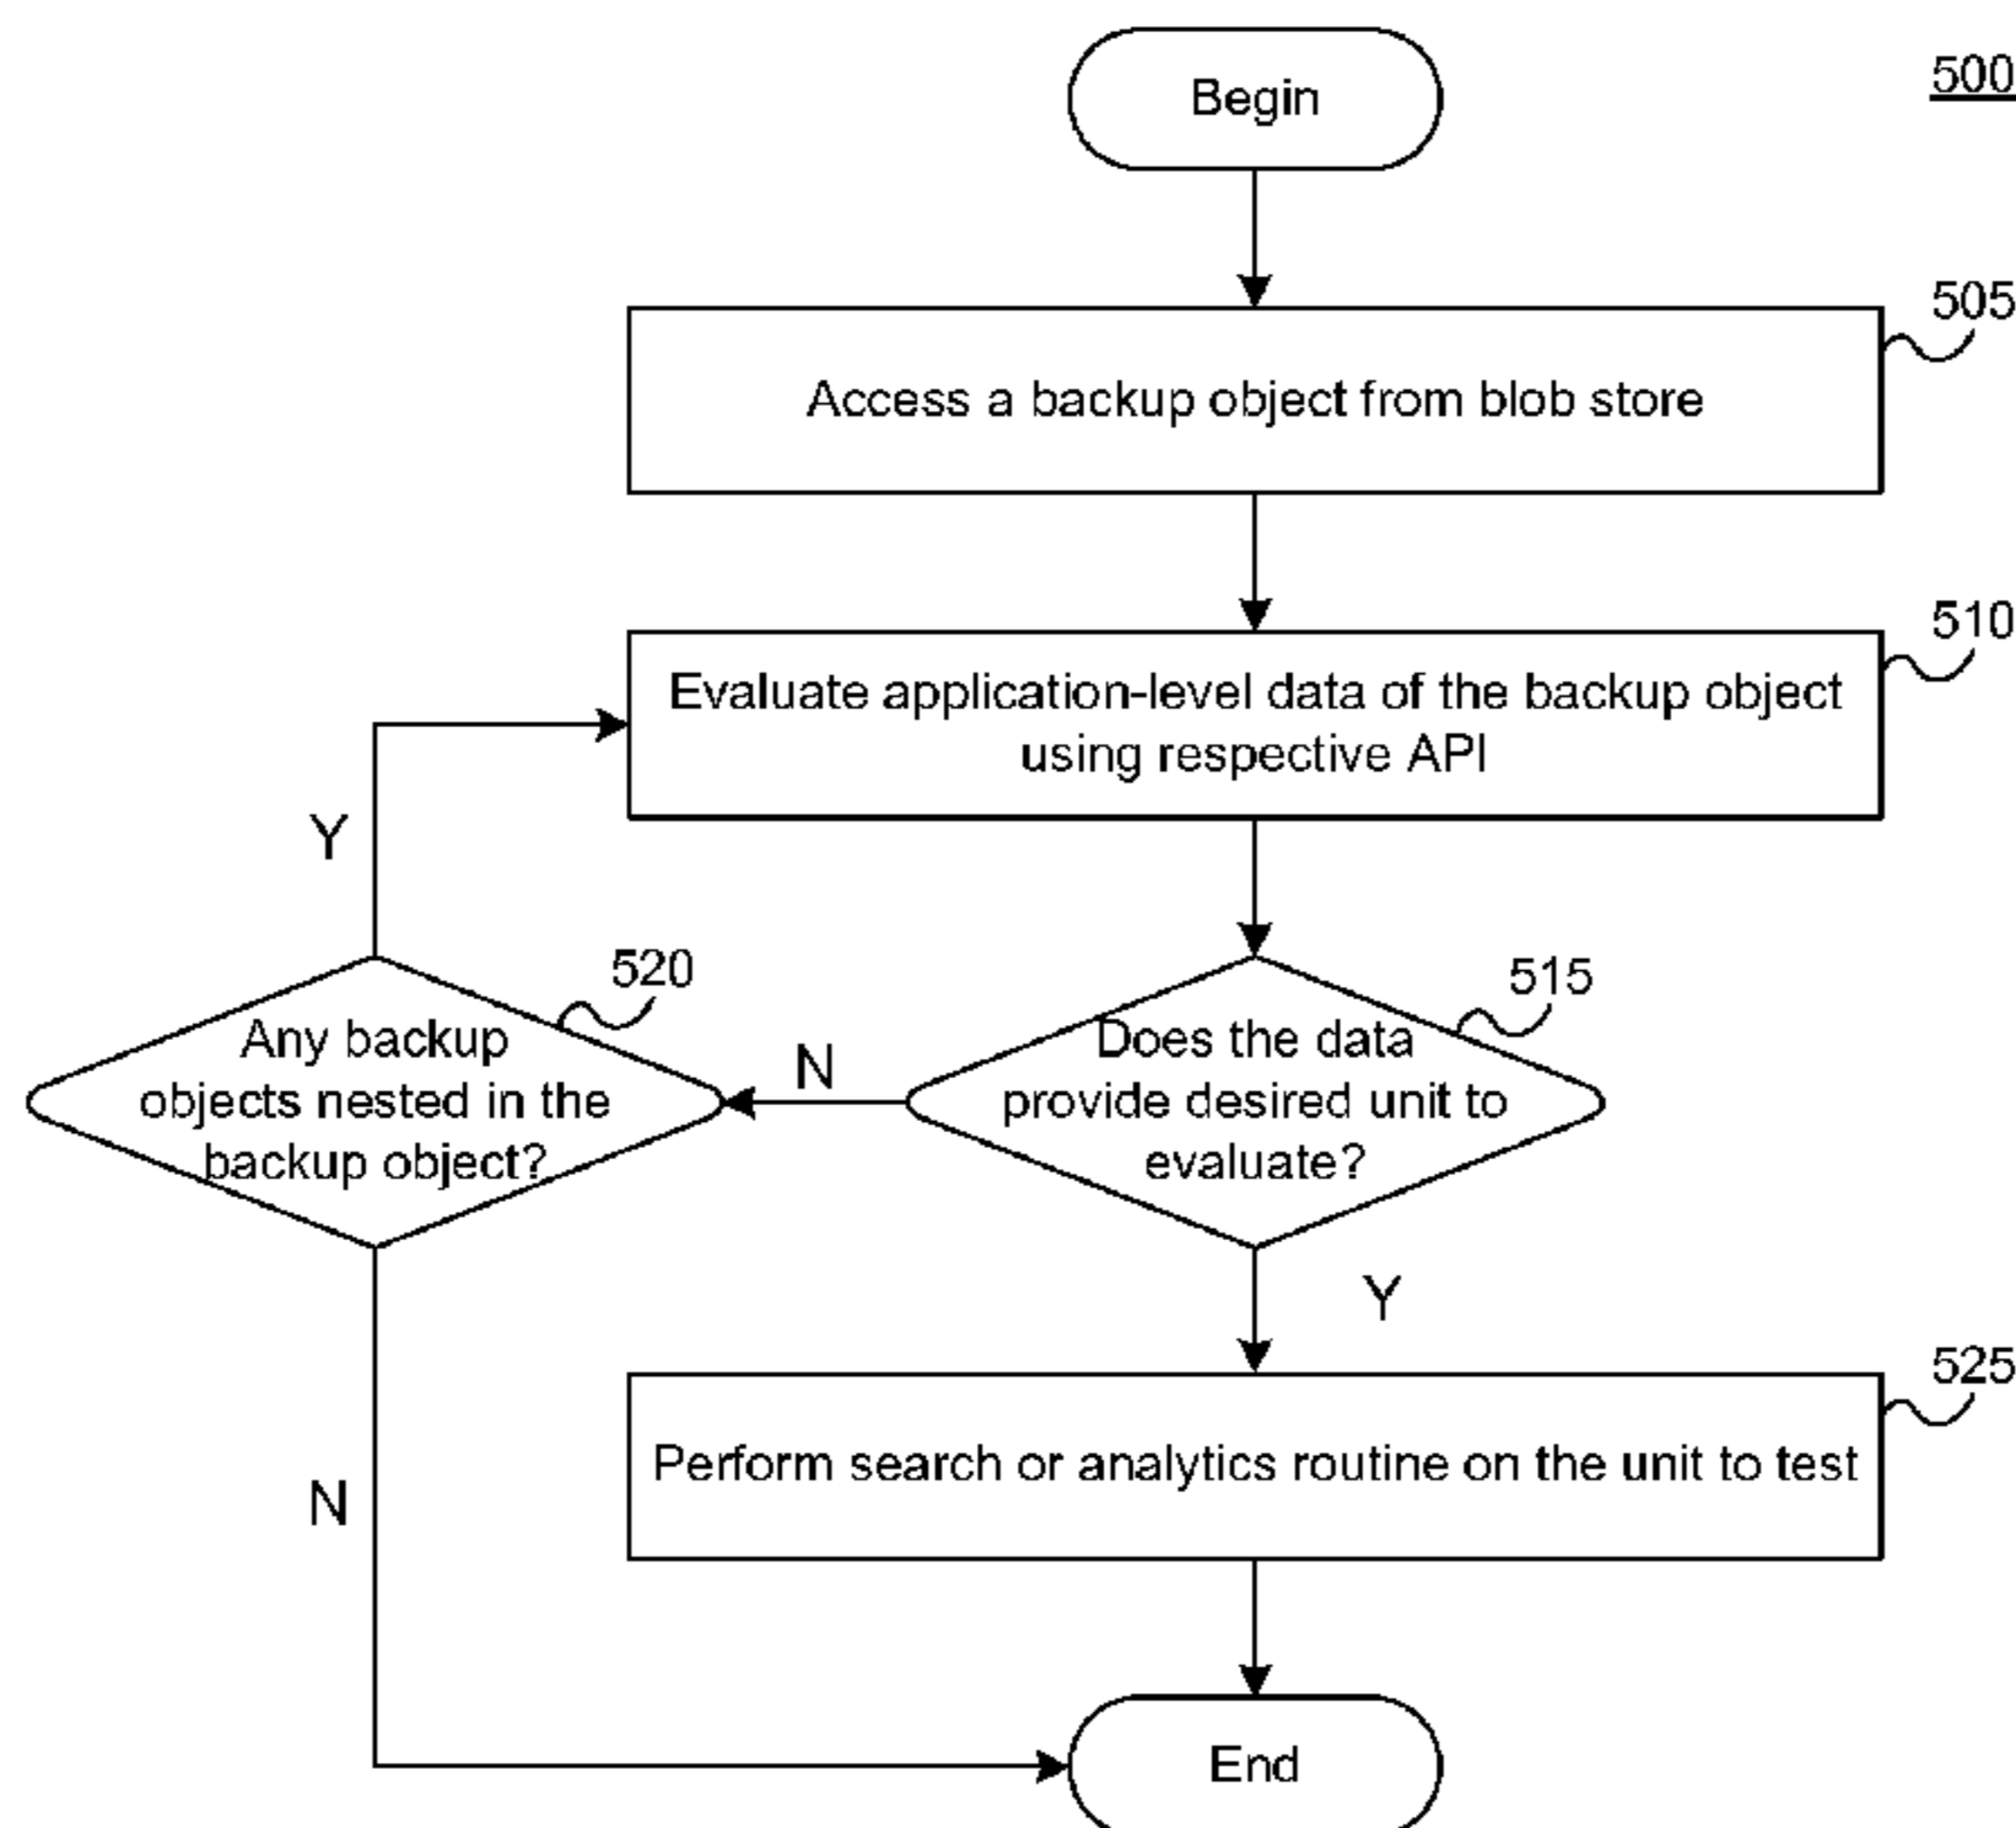 Begin
500
505
Access a backup object from blob store
510
Evaluate application-level data of the backup object
using respective API
Y
520
Any backup
objects nested in the
backup object?
N
515
Does the data
provide desired unit to
evaluate?
Y
525
Perform search or analytics routine on the unit to test
N
End